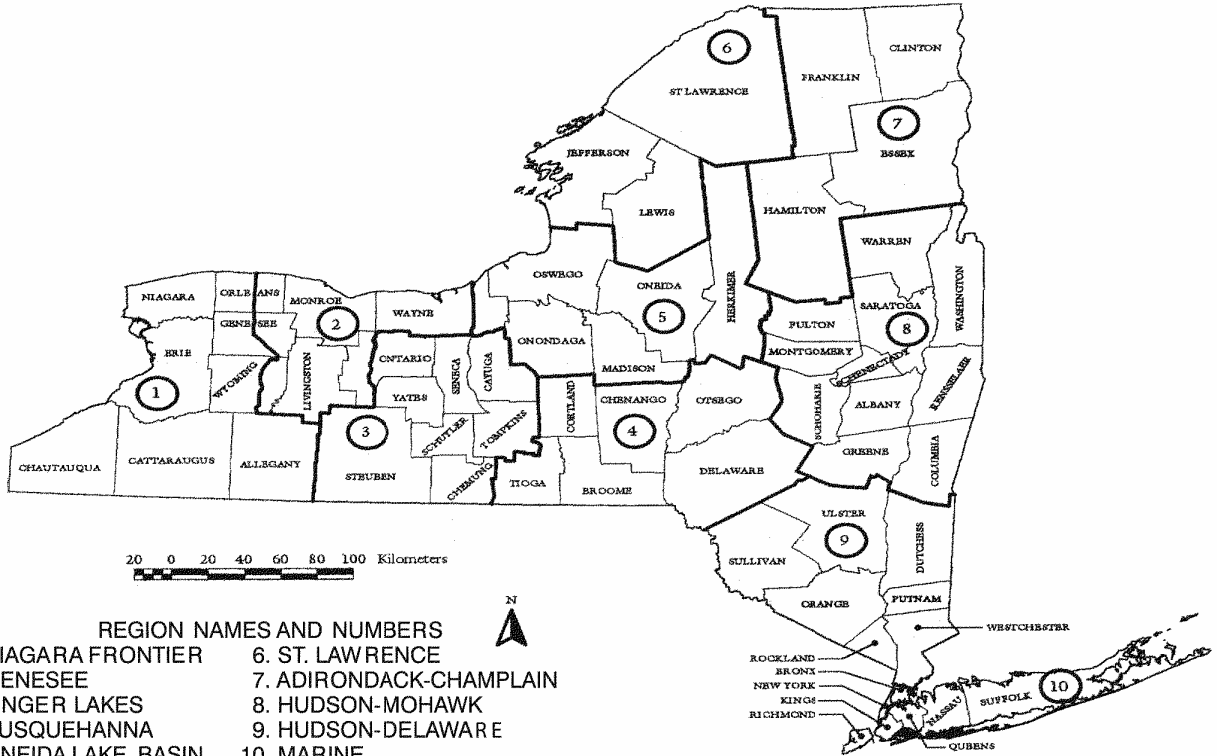 6
CLINTON
FRANKLIN
ST LAWRENCE
7
ESSEX
JEFFERSON
LEWIS
HAMILTON
WARREN
WASHINGTON
OSWEGO
ONEIDA
HERKIMER
NIAGARA
ORLEANS
MONROE
2
WAYNE
5
SARATOGA
8
FULTON
GENESEE
ONONDAGA
MONTGOMERY
ERIE
ONTARIO
SENECA
CAYUGA
MADISON
SCHENECTADY
WYOMING
LIVINGSTON
1
YATES
CORTLAND
CHENANGO
OTSEGO
SCHOHARIE
ALBANY
RENSSELAER
3
4
SCHUYLER
TOMPKINS
GREENE
COLUMBIA
CHAUTAUQUA
CATTARAUGUS
ALLEGANY
STEUBEN
CHEMUNG
TIOGA
BROOME
DELAWARE
ULSTER
9
DUTCHESS
SULLIVAN
20 0 20 40 60 80 100 Kilometers
ORANGE
PUTNAM
N
WESTCHESTER
REGION NAMES AND NUMBERS
IAGARA FRONTIER 6. ST. LAWRENCE
ENESEE 7. ADIRONDACK-CHAMPLAIN
NGER LAKES 8. HUDSON-MOHAWK
USQUEHANNA 9. HUDSON-DELAWARE
NEIDA LAKE BASIN 10. MARINE
ROCKLAND
BRONX
NEW YORK
KINGS
RICHMOND
NASSAU
SUFFOLK
10
QUEENS